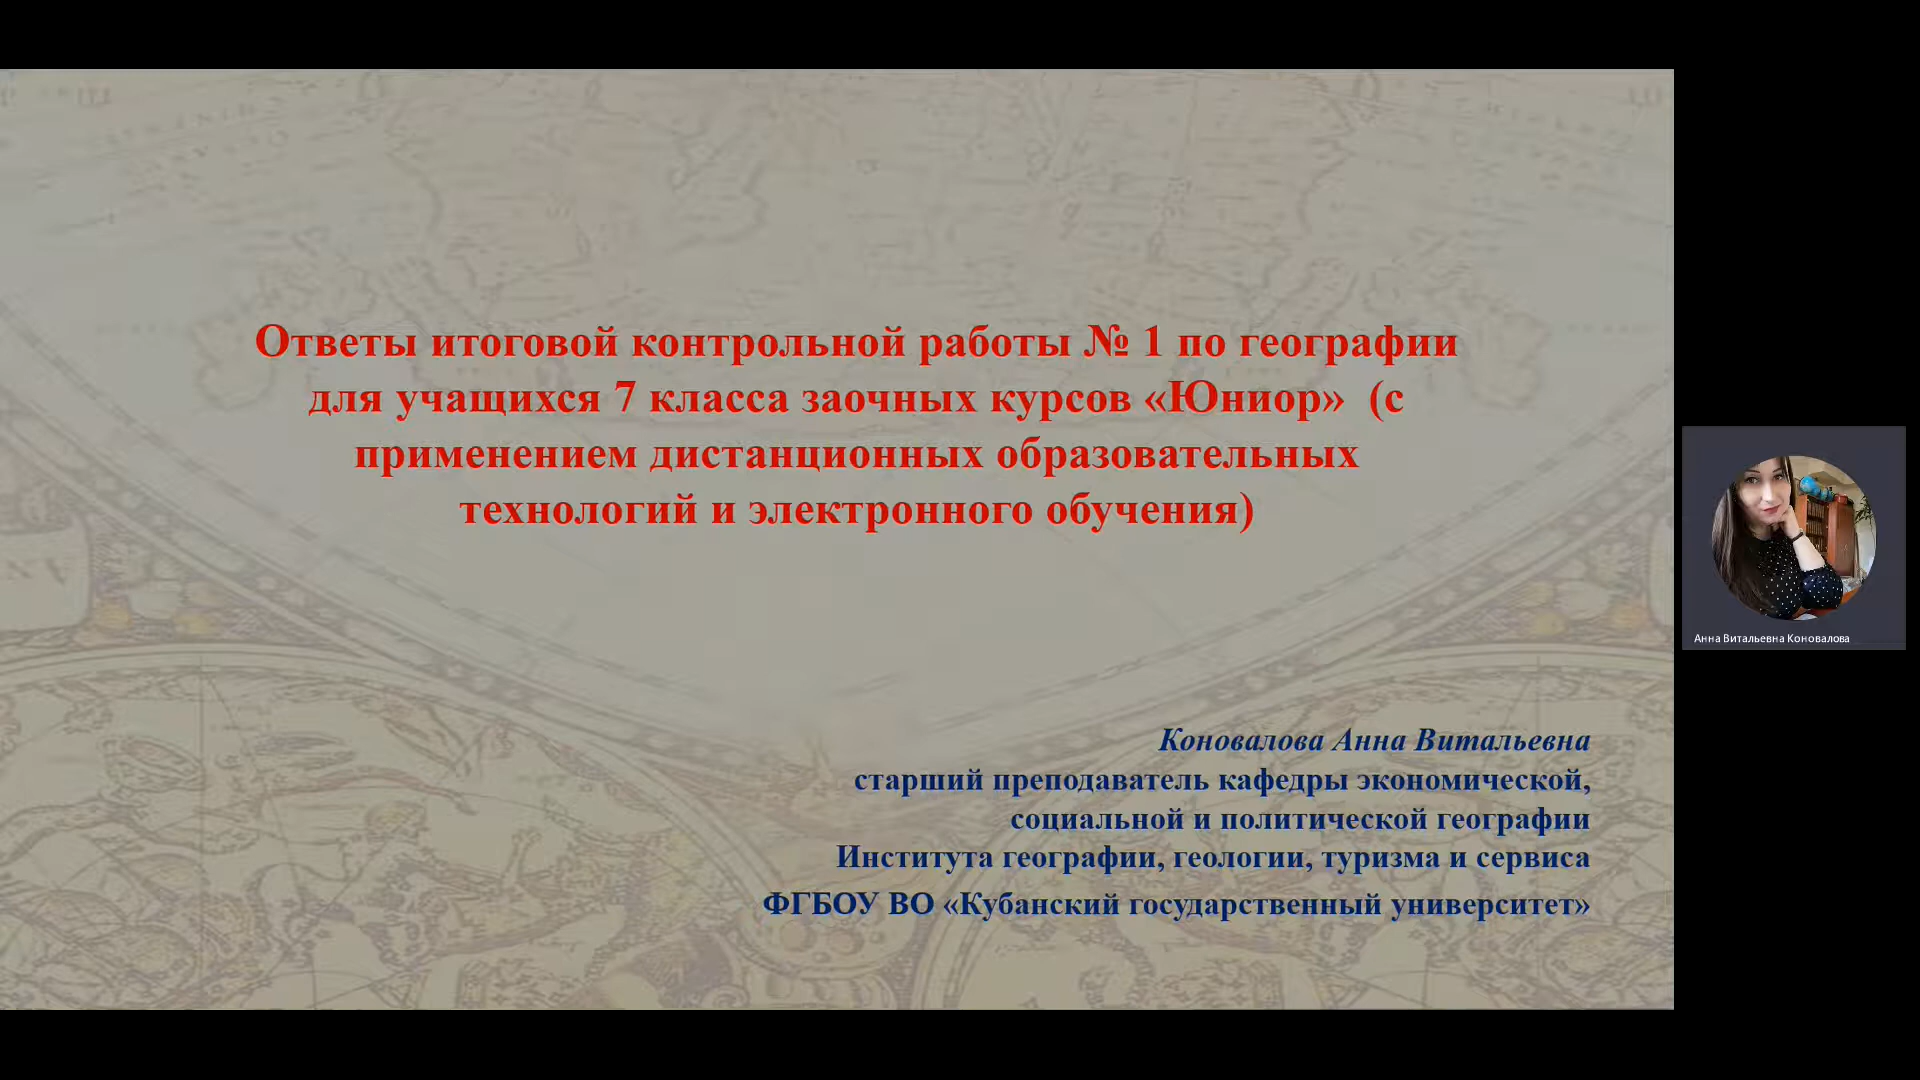 Ответы итоговой контрольной работы № 1 по географии
для учащихся 7 класса заочных курсов «Юниор» (с
применением дистанционных образовательных
технологий и электронного обучения)
Коновалова Анна Витальевна
старший преподаватель кафедры экономической,
социальной и политической географии
Института географии, геологии, туризма и сервиса
ФГБОУ ВО «Кубанский государственный университет»
Анна Витальевна Коновалова